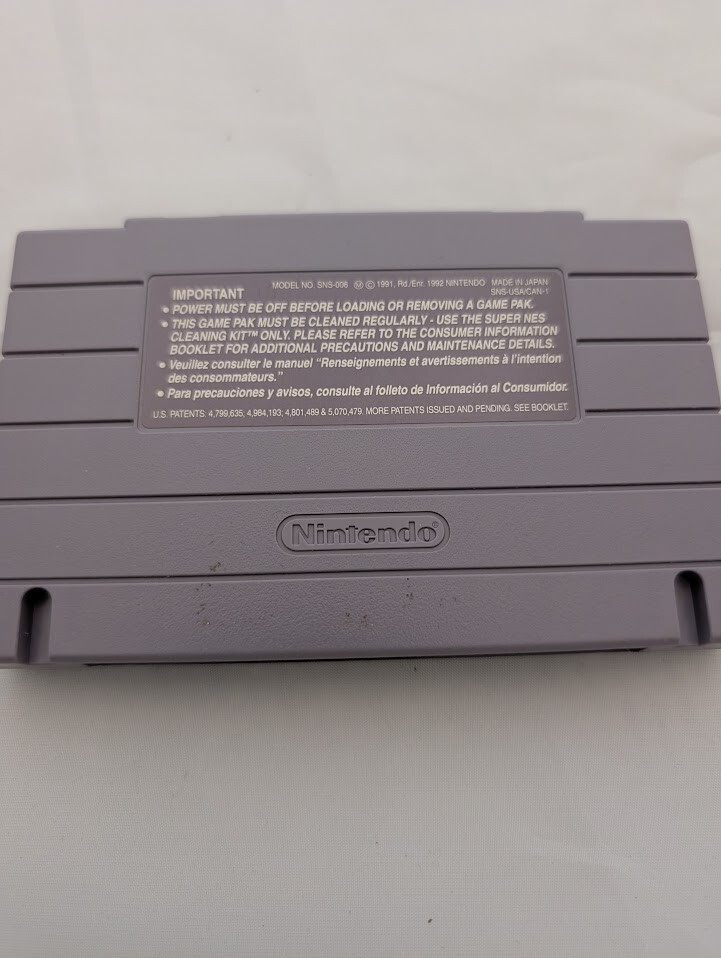 IMPORTANT MODEL NO. SNS-006 Ⓜ © 1991, Rd./Enr. 1992 NINTENDO MADE IN JAPAN
SNS-USA/CAN-1
• POWER MUST BE OFF BEFORE LOADING OR REMOVING A GAME PAK.
• THIS GAME PAK MUST BE CLEANED REGULARLY - USE THE SUPER NES
CLEANING KIT™ ONLY. PLEASE REFER TO THE CONSUMER INFORMATION
BOOKLET FOR ADDITIONAL PRECAUTIONS AND MAINTENANCE DETAILS.
• Veuillez consulter le manuel "Renseignements et avertissements à l'intention
des consommateurs."
• Para precauciones y avisos, consulte al folleto de Información al Consumidor.
U.S. PATENTS: 4,799,635; 4,984,193; 4,801,489 & 5,070,479. MORE PATENTS ISSUED AND PENDING. SEE BOOKLET.
Nintendo®